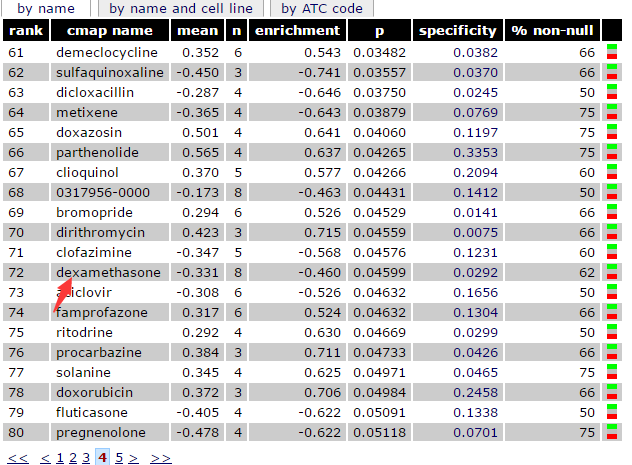 by name by name and cell line by ATC code
rank cmap name mean n enrichment p specificity % non-null
61 demeclocycline 0.352 6 0.543 0.03482 0.0382 66
62 sulfaquinoxaline -0.450 3 -0.741 0.03557 0.0370 66
63 dicloxacillin -0.287 4 -0.646 0.03750 0.0245 50
64 metixene -0.365 4 -0.643 0.03879 0.0769 75
65 doxazosin 0.501 4 0.641 0.04060 0.1197 75
66 parthenolide 0.565 4 0.637 0.04265 0.3353 75
67 clioquinol 0.370 5 0.577 0.04266 0.2094 60
68 0317956-0000 -0.173 8 -0.463 0.04431 0.1412 50
69 bromopride 0.294 6 0.526 0.04529 0.0141 66
70 dirithromycin 0.423 3 0.715 0.04559 0.0075 66
71 clofazimine -0.347 5 -0.568 0.04576 0.1231 60
72 dexamethasone -0.331 8 -0.460 0.04599 0.0292 62
73 aciclovir -0.308 6 -0.526 0.04632 0.1656 50
74 famprofazone 0.317 6 0.524 0.04632 0.1304 66
75 ritodrine 0.292 4 0.630 0.04669 0.0299 50
76 procarbazine 0.384 3 0.711 0.04733 0.0426 66
77 solanine 0.345 4 0.625 0.04971 0.0465 75
78 doxorubicin 0.372 3 0.706 0.04984 0.2458 66
79 fluticasone -0.405 4 -0.622 0.05091 0.1338 50
80 pregnenolone -0.478 4 -0.622 0.05118 0.0701 75
<< < 1 2 3 4 5 > >>